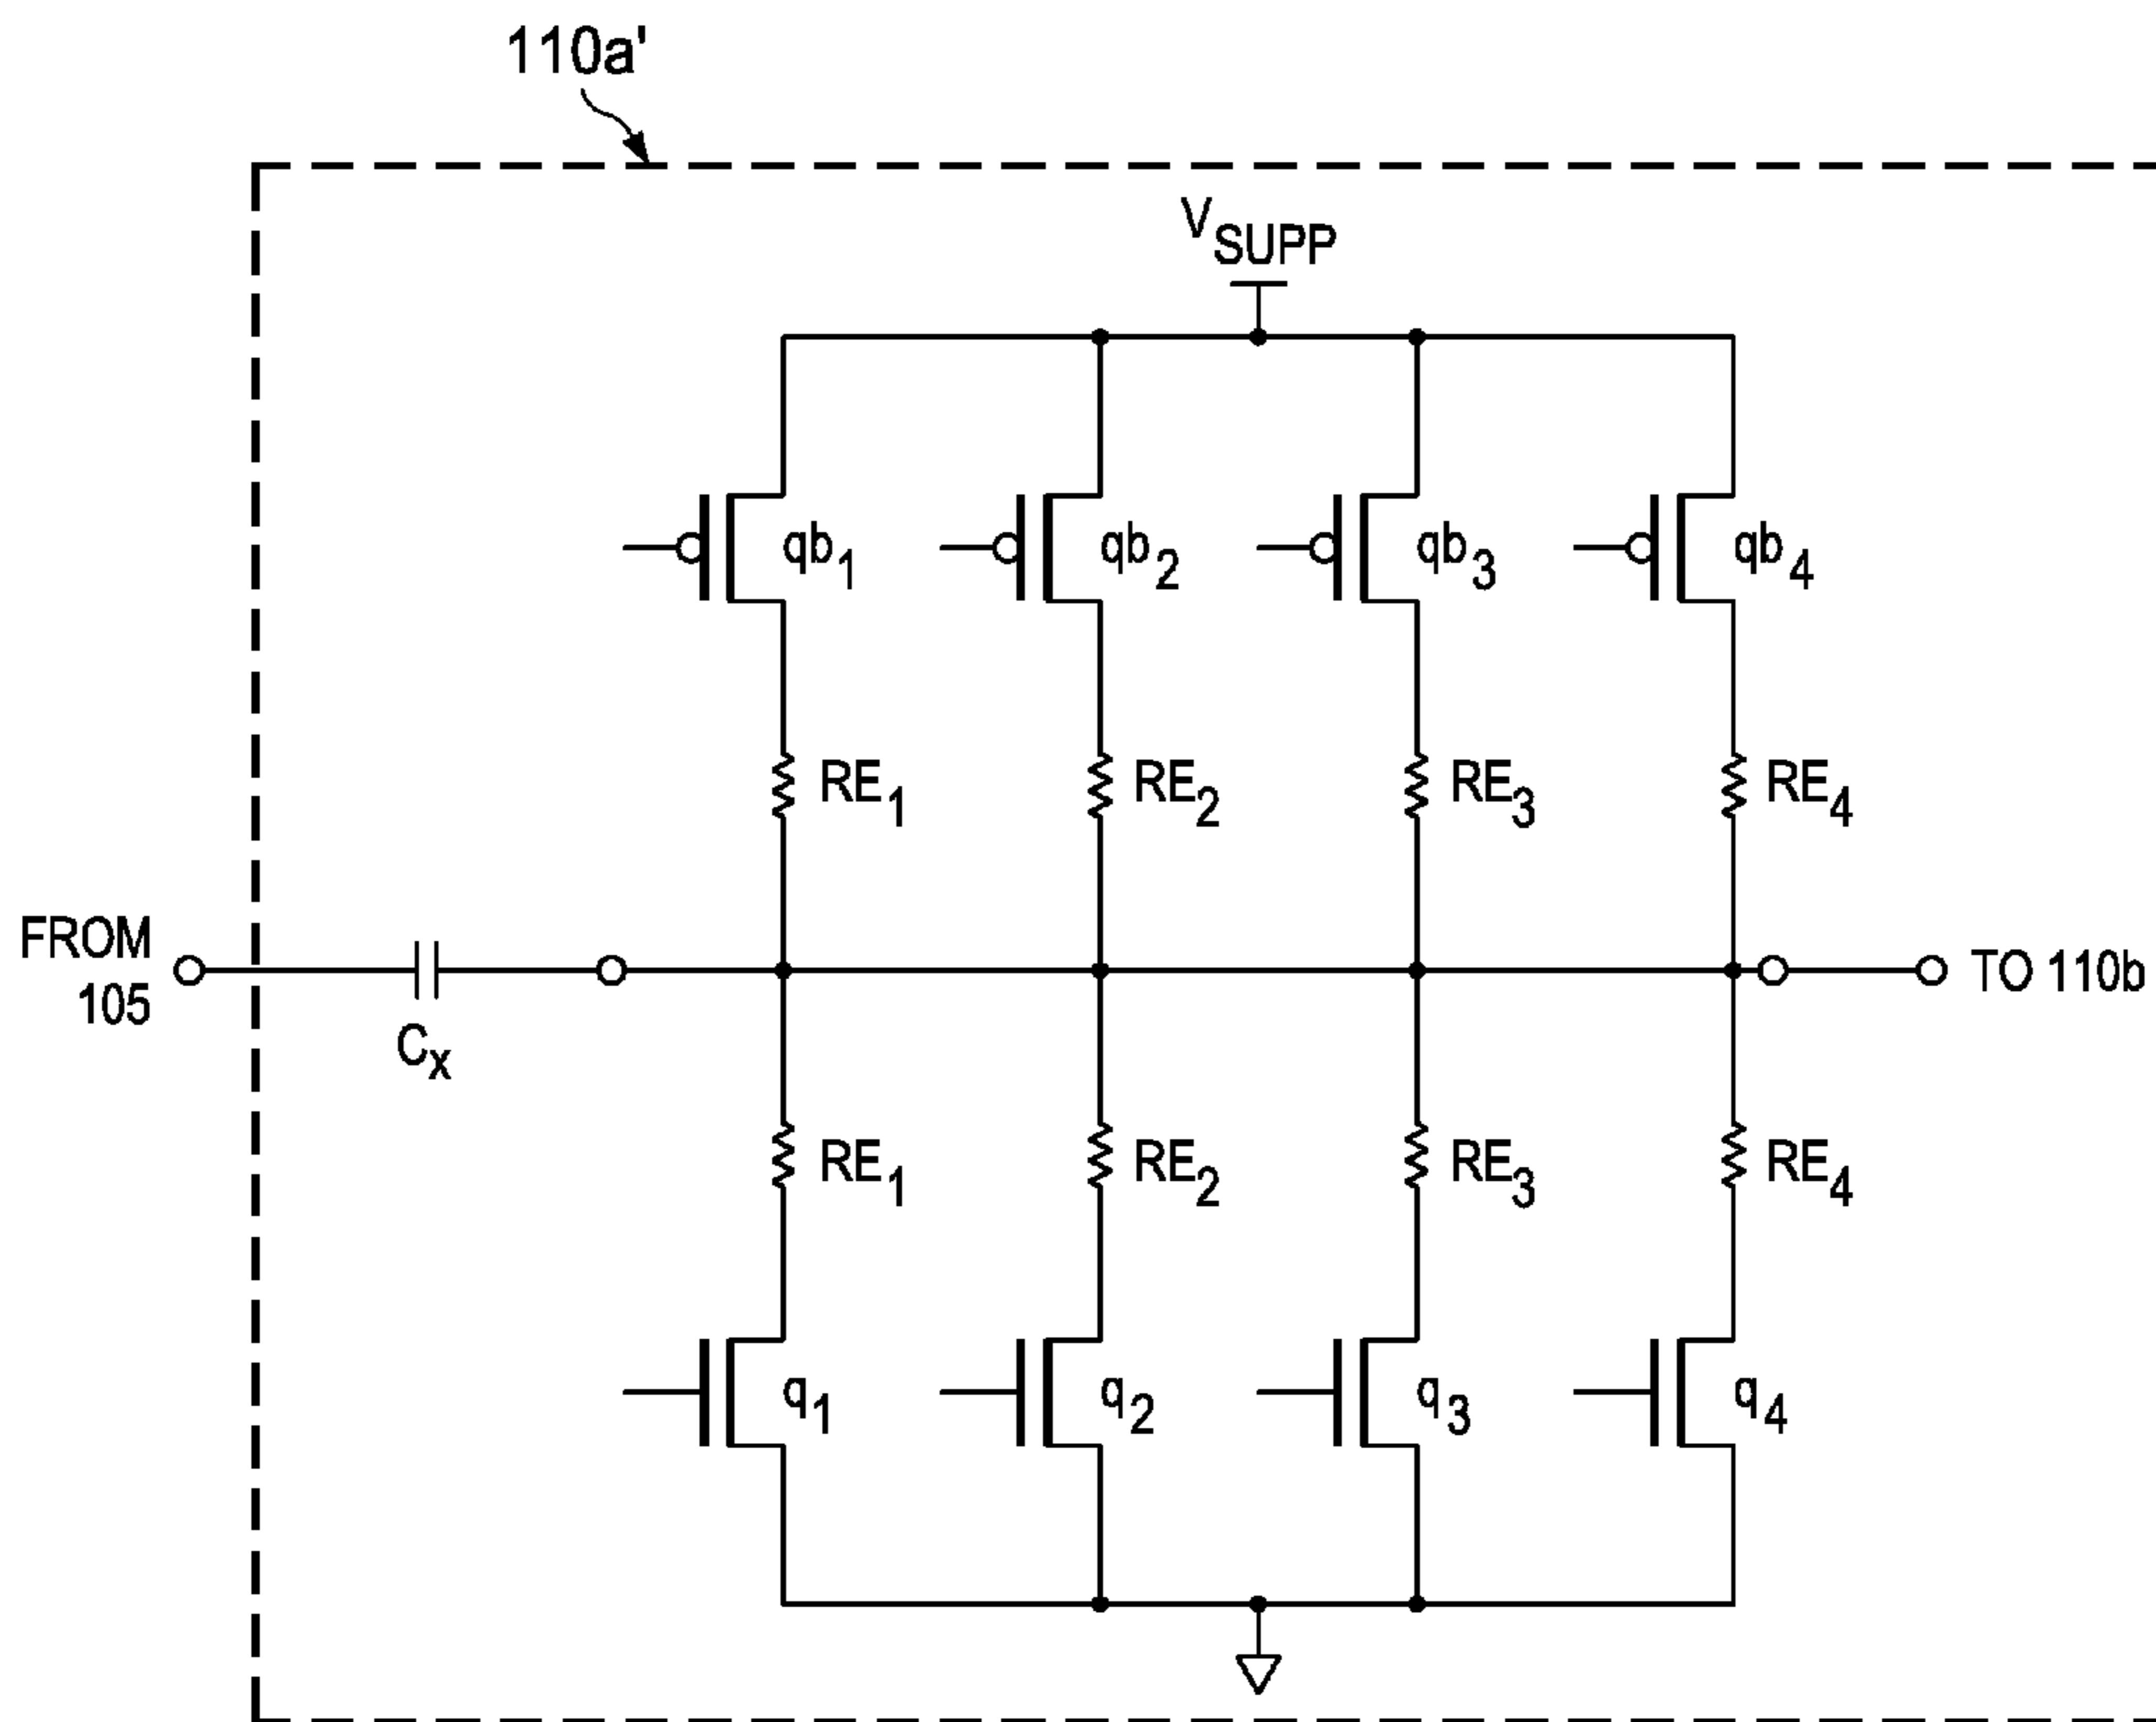 110a'
VSUPP
qb1 qb2 qb3 qb4
RE1 RE2 RE3 RE4
FROM
105
TO 110b
Cx
RE1 RE2 RE3 RE4
q1 q2 q3 q4